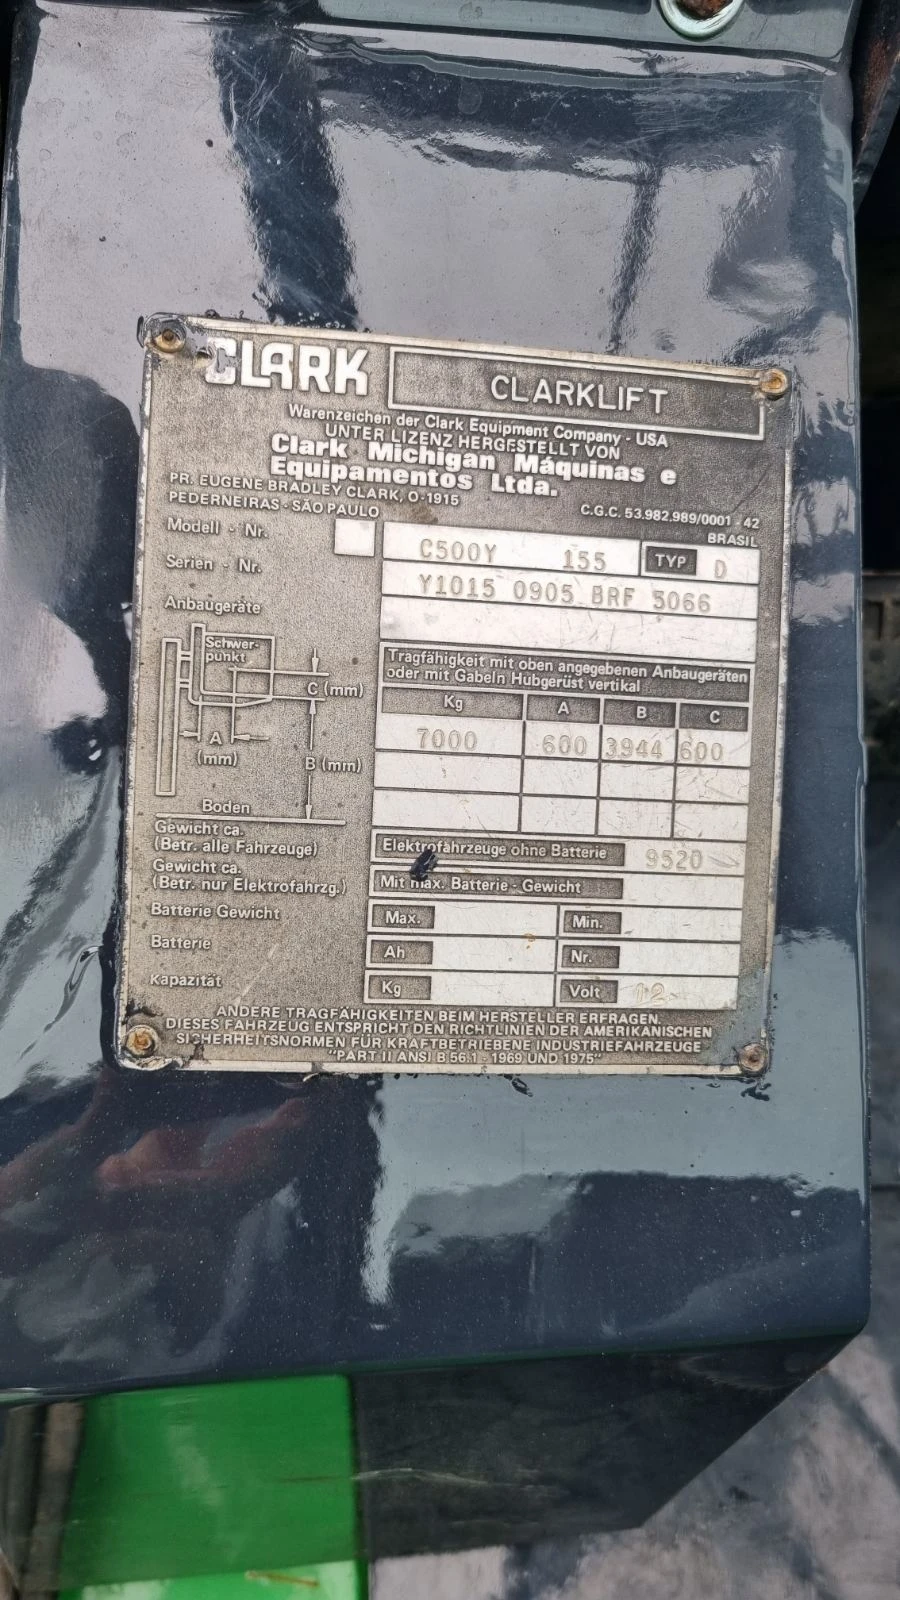 CLARK
CLARKLIFT
Warenzeichen der Clark Equipment Company - USA
UNTER LIZENZ HERGESTELLT VON
Clark Michigan Máquinas e
Equipamentos Ltda.
PR. EUGENE BRADLEY CLARK, O-1915
PEDERNEIRAS - SÃO PAULO
C.G.C. 53.982.989/0001 - 42
BRASIL
Modell - Nr. C500Y 155 TYP D
Serien - Nr. Y1015 0905 BRF 5066
Anbaugeräte
Schwer-
punkt
C (mm)
A
(mm)
B (mm)
Boden
Tragfähigkeit mit oben angegebenen Anbaugeräten
oder mit Gabeln Hubgerüst vertikal
Kg A B C
7000 600 3944 600
Gewicht ca.
(Betr. alle Fahrzeuge)
Elektrofahrzeuge ohne Batterie 9520
Gewicht ca.
(Betr. nur Elektrofahrzg.)
Mit max. Batterie - Gewicht
Batterie Gewicht Max. Min.
Batterie Ah Nr.
Kapazität Kg Volt 12
ANDERE TRAGFÄHIGKEITEN BEIM HERSTELLER ERFRAGEN.
DIESES FAHRZEUG ENTSPRICHT DEN RICHTLINIEN DER AMERIKANISCHEN
SICHERHEITSNORMEN FÜR KRAFTBETRIEBENE INDUSTRIEFAHRZEUGE
"PART II ANSI B 56.1 - 1969 UND 1975"